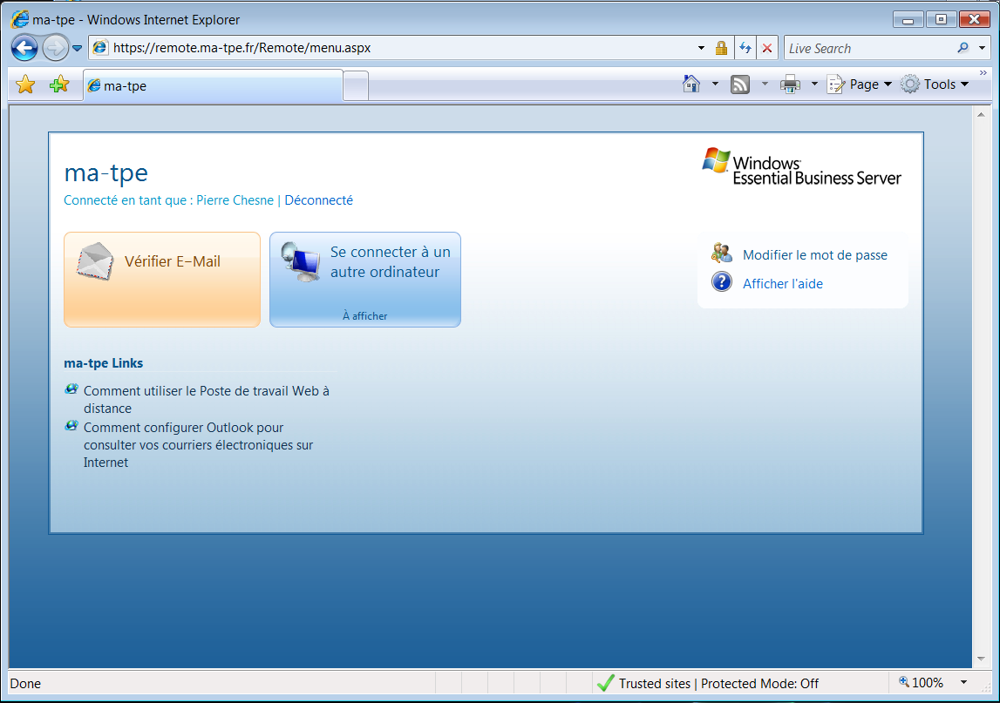 ma-tpe - Windows Internet Explorer
https://remote.ma-tpe.fr/Remote/menu.aspx
Live Search
ma-tpe
Page
Tools
»
ma-tpe
Windows
Essential Business Server
Connecté en tant que : Pierre Chesne | Déconnecté
Vérifier E-Mail
Se connecter à un
autre ordinateur
À afficher
Modifier le mot de passe
Afficher l'aide
ma-tpe Links
Comment utiliser le Poste de travail Web à
distance
Comment configurer Outlook pour
consulter vos courriers électroniques sur
Internet
Done
Trusted sites | Protected Mode: Off
100%